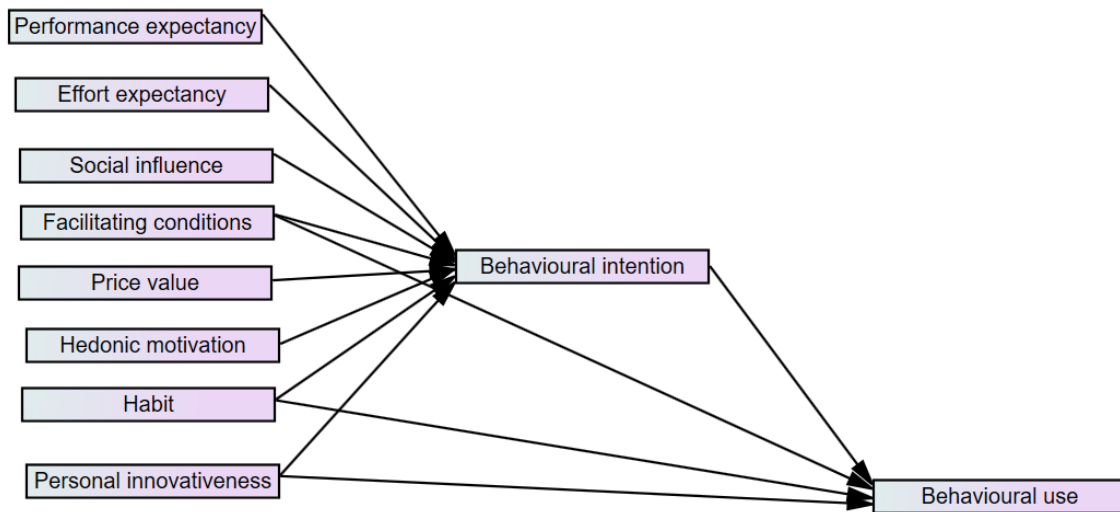 Performance expectancy
Effort expectancy
Social influence
Facilitating conditions
Price value
Hedonic motivation
Habit
Personal innovativeness
Behavioural intention
Behavioural use